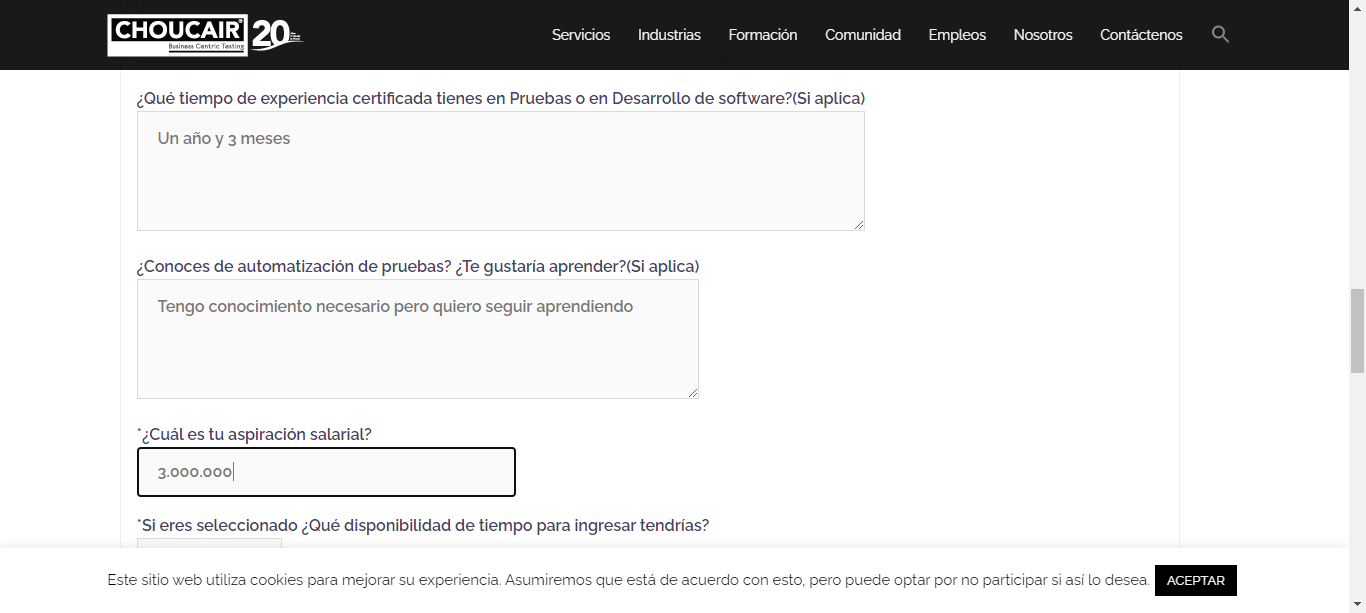 CHOUCAIR®
Business Centric Testing
20
Servicios Industrias Formación Comunidad Empleos Nosotros Contáctenos
¿Qué tiempo de experiencia certificada tienes en Pruebas o en Desarrollo de software?(Si aplica)
Un año y 3 meses
¿Conoces de automatización de pruebas? ¿Te gustaría aprender?(Si aplica)
Tengo conocimiento necesario pero quiero seguir aprendiendo
*¿Cuál es tu aspiración salarial?
3.000.000
*Si eres seleccionado ¿Qué disponibilidad de tiempo para ingresar tendrías?
Este sitio web utiliza cookies para mejorar su experiencia. Asumiremos que está de acuerdo con esto, pero puede optar por no participar si así lo desea. ACEPTAR